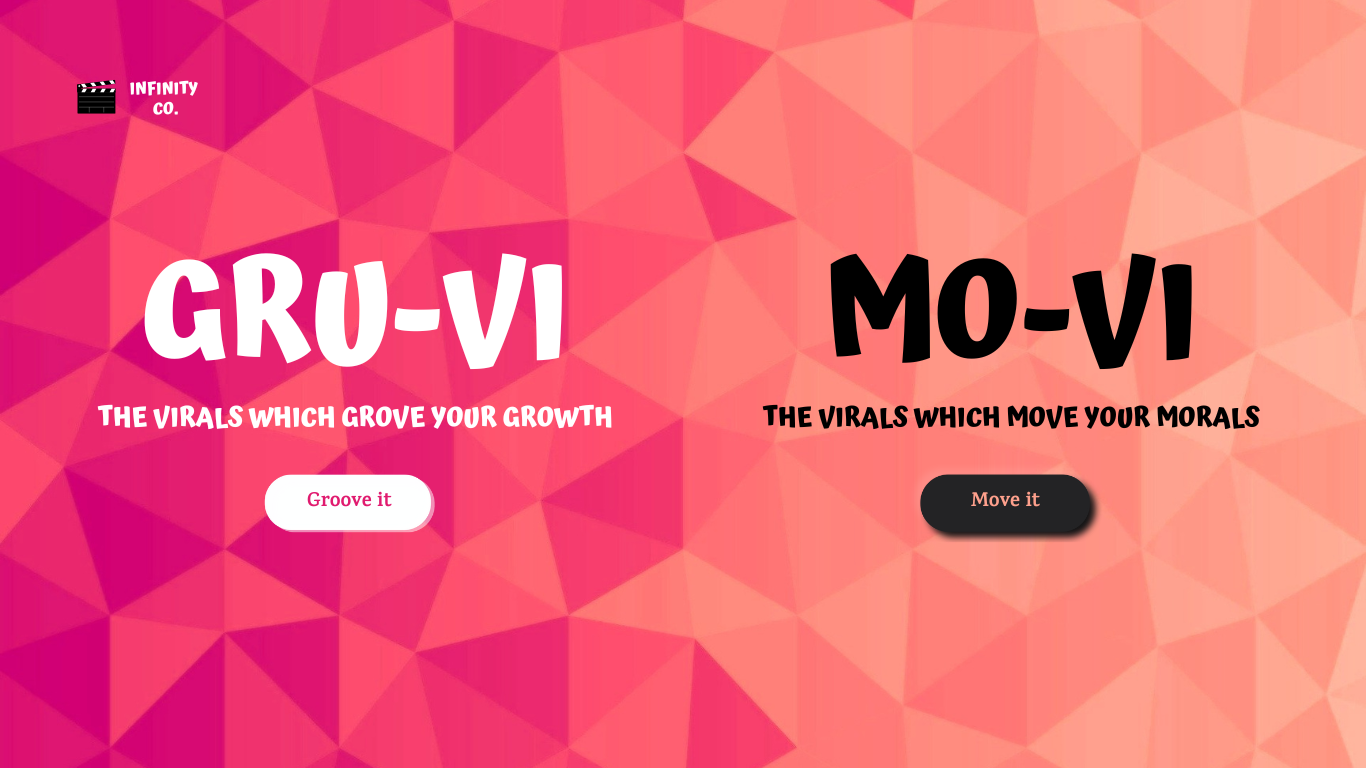 INFINITY
CO.
GRU-VI
THE VIRALS WHICH GROVE YOUR GROWTH
Groove it
MO-VI
THE VIRALS WHICH MOVE YOUR MORALS
Move it